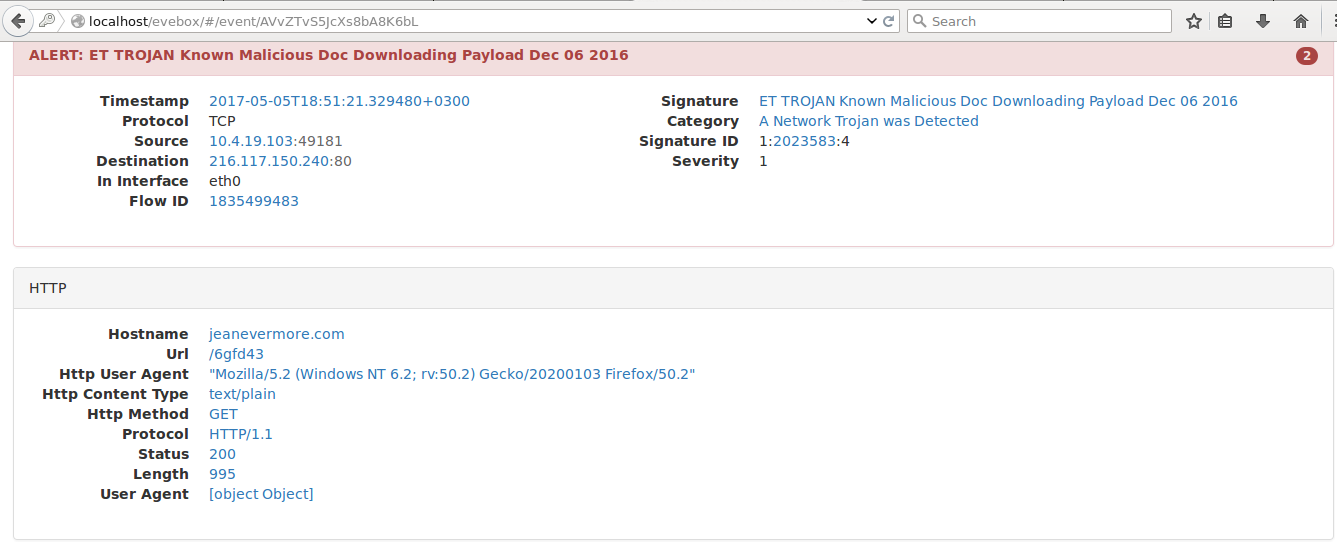 localhost/evebox/#/event/AVvZTvS5JcXs8bA8K6bL
Search
ALERT: ET TROJAN Known Malicious Doc Downloading Payload Dec 06 2016
2
Timestamp 2017-05-05T18:51:21.329480+0300
Protocol TCP
Source 10.4.19.103:49181
Destination 216.117.150.240:80
In Interface eth0
Flow ID 1835499483
Signature ET TROJAN Known Malicious Doc Downloading Payload Dec 06 2016
Category A Network Trojan was Detected
Signature ID 1:2023583:4
Severity 1
HTTP
Hostname jeanevermore.com
Url /6gfd43
Http User Agent "Mozilla/5.2 (Windows NT 6.2; rv:50.2) Gecko/20200103 Firefox/50.2"
Http Content Type text/plain
Http Method GET
Protocol HTTP/1.1
Status 200
Length 995
User Agent [object Object]